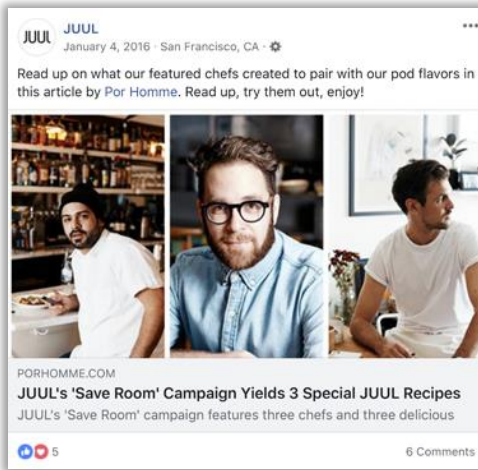 JUUL
JUUL
January 4, 2016 · San Francisco, CA ·
Read up on what our featured chefs created to pair with our pod flavors in
this article by Por Homme. Read up, try them out, enjoy!
PORHOMME.COM
JUUL's 'Save Room' Campaign Yields 3 Special JUUL Recipes
JUUL's 'Save Room' campaign features three chefs and three delicious
5
6 Comments